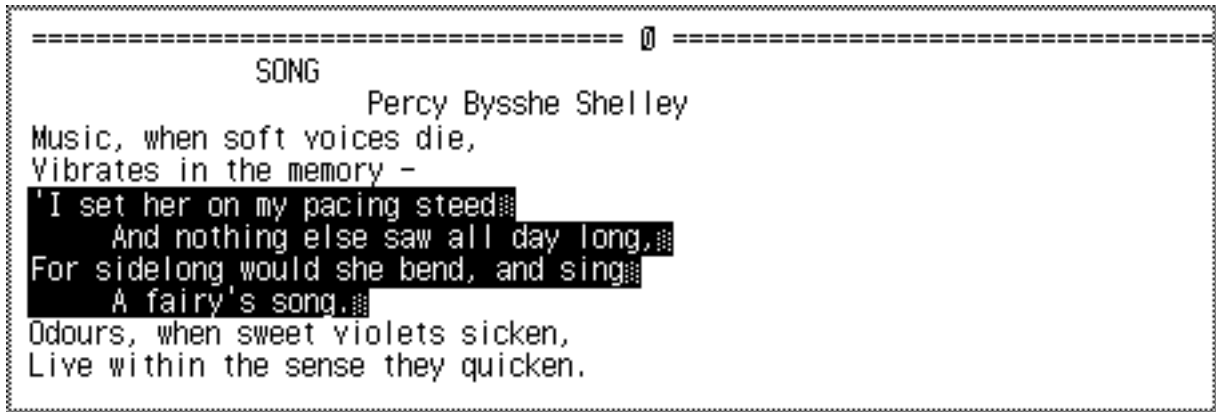 ===================================== 0 ==================================
SONG
Percy Bysshe Shelley
Music, when soft voices die,
Vibrates in the memory -
'I set her on my pacing steed
And nothing else saw all day long,
For sidelong would she bend, and sing
A fairy's song.
Odours, when sweet violets sicken,
Live within the sense they quicken.